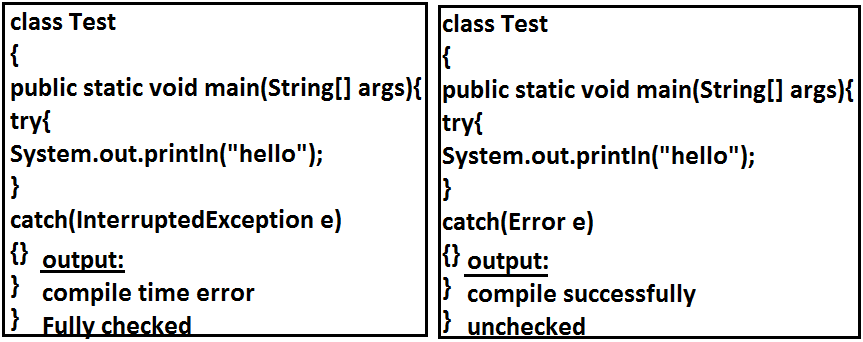 class Test
{
public static void main(String[] args){
try{
System.out.println("hello");
}
catch(InterruptedException e)
{} output:
} compile time error
} Fully checked
class Test
{
public static void main(String[] args){
try{
System.out.println("hello");
}
catch(Error e)
{} output:
} compile successfully
} unchecked